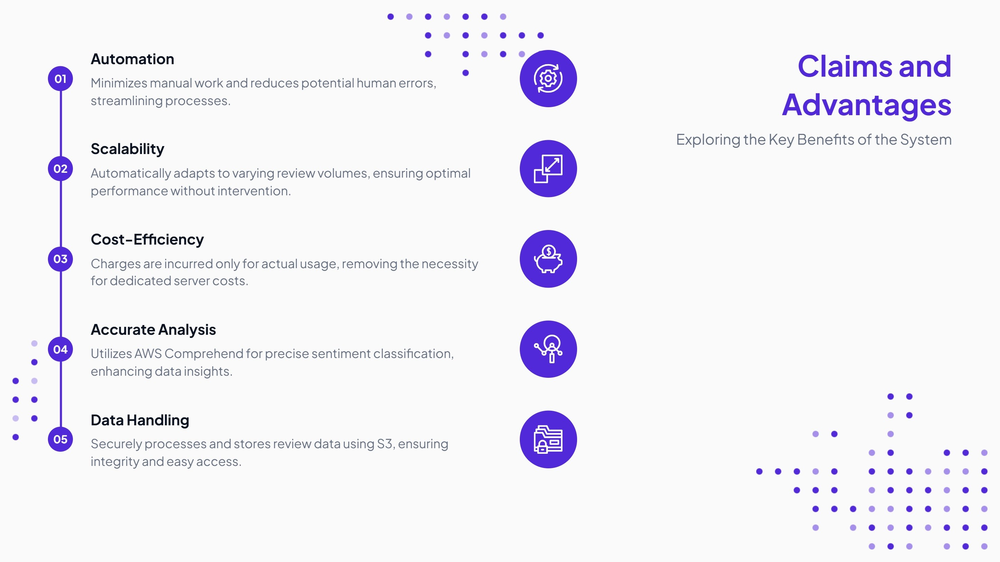 Claims and
Advantages
Exploring the Key Benefits of the System
01
Automation
Minimizes manual work and reduces potential human errors,
streamlining processes.
02
Scalability
Automatically adapts to varying review volumes, ensuring optimal
performance without intervention.
03
Cost-Efficiency
Charges are incurred only for actual usage, removing the necessity
for dedicated server costs.
$
04
Accurate Analysis
Utilizes AWS Comprehend for precise sentiment classification,
enhancing data insights.
05
Data Handling
Securely processes and stores review data using S3, ensuring
integrity and easy access.